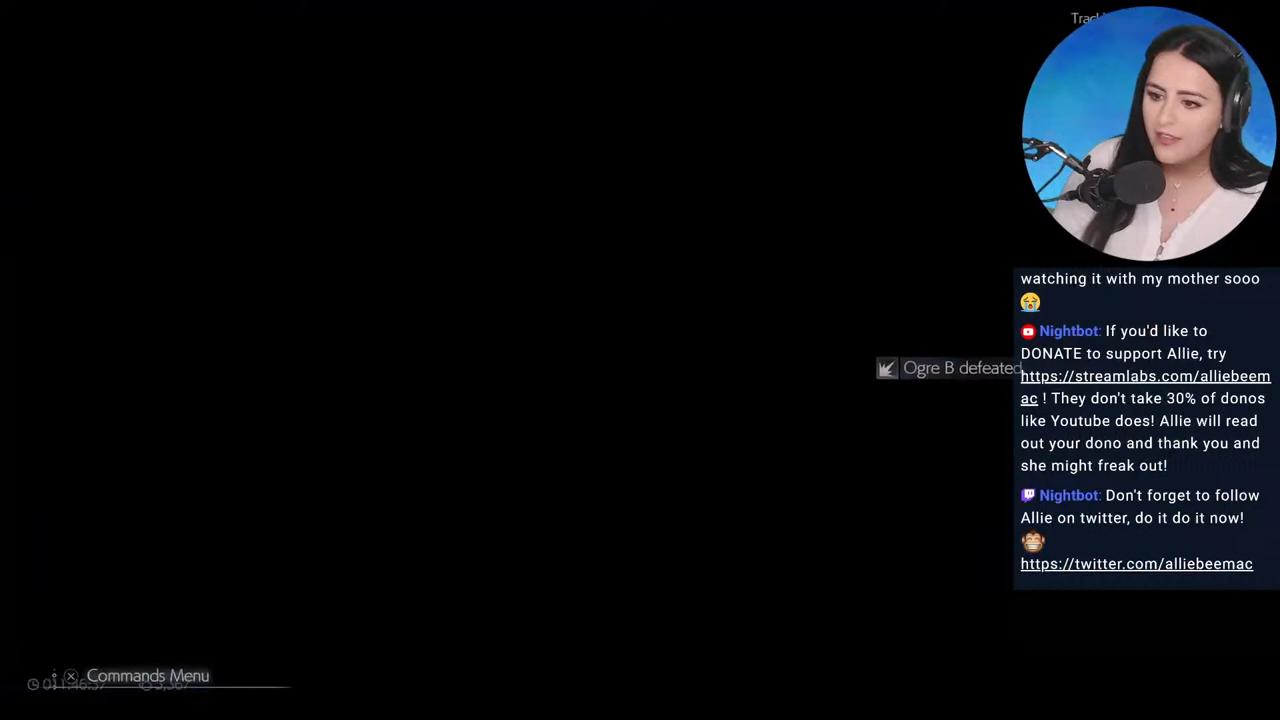 Trac
watching it with my mother sooo
😭
Nightbot: If you'd like to
DONATE to support Allie, try
https://streamlabs.com/alliebeem
ac ! They don't take 30% of donos
like Youtube does! Allie will read
out your dono and thank you and
she might freak out!
Ogre B defeated
Nightbot: Don't forget to follow
Allie on twitter, do it do it now!
🐵
https://twitter.com/alliebeemac
Commands Menu